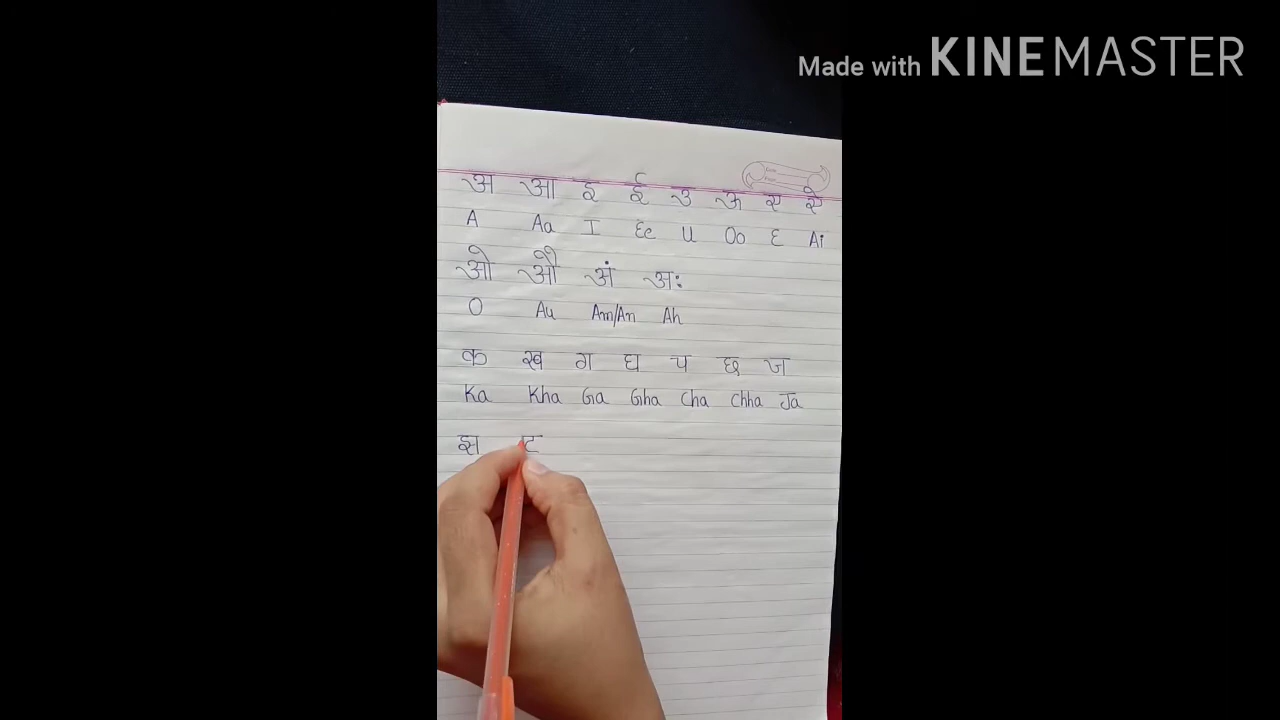 Made with KINEMASTER
अ आ इ ई उ ऊ ए ऐ
A Aa I Ee U Oo E Ai
ओ औ अं अः
O Au Am/An Ah
क ख ग घ च छ ज
Ka Kha Ga Gha Cha Chha Ja
झ ट